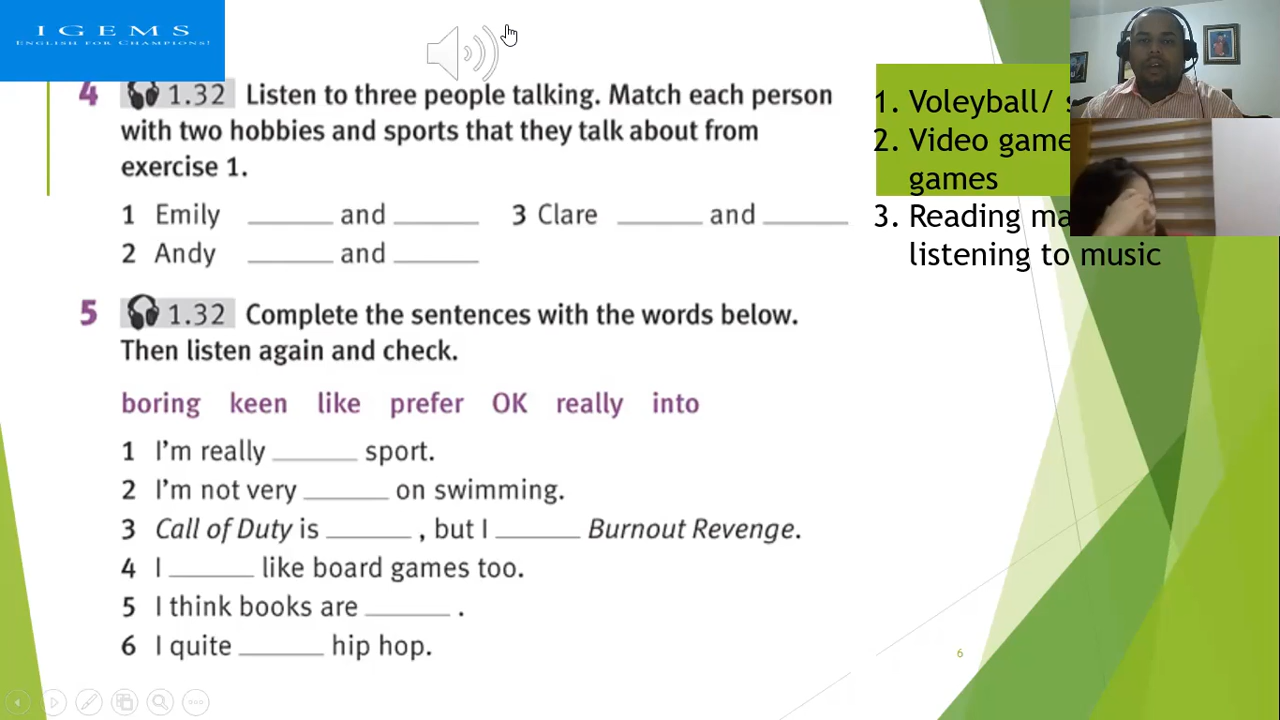 IGEMS
ENGLISH FOR CHAMPIONS!
4 1.32 Listen to three people talking. Match each person
with two hobbies and sports that they talk about from
exercise 1.
1 Emily ______ and ______ 3 Clare ______ and ______
2 Andy ______ and ______
5 1.32 Complete the sentences with the words below.
Then listen again and check.
boring keen like prefer OK really into
1 I'm really ______ sport.
2 I'm not very ______ on swimming.
3 Call of Duty is ______ , but I ______ Burnout Revenge.
4 I ______ like board games too.
5 I think books are ______ .
6 I quite ______ hip hop.
1. Voleyball/
2. Video game
games
3. Reading
listening to music
6